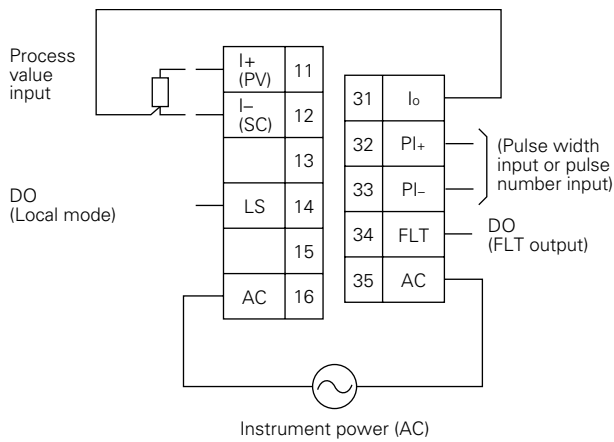 Process
value
input
I+
(PV)
11
I–
(SC)
12
13
DO
(Local mode)
LS
14
15
AC
16
31
Io
32
PI+
33
PI–
(Pulse width
input or pulse
number input)
34
FLT
DO
(FLT output)
35
AC
Instrument power (AC)